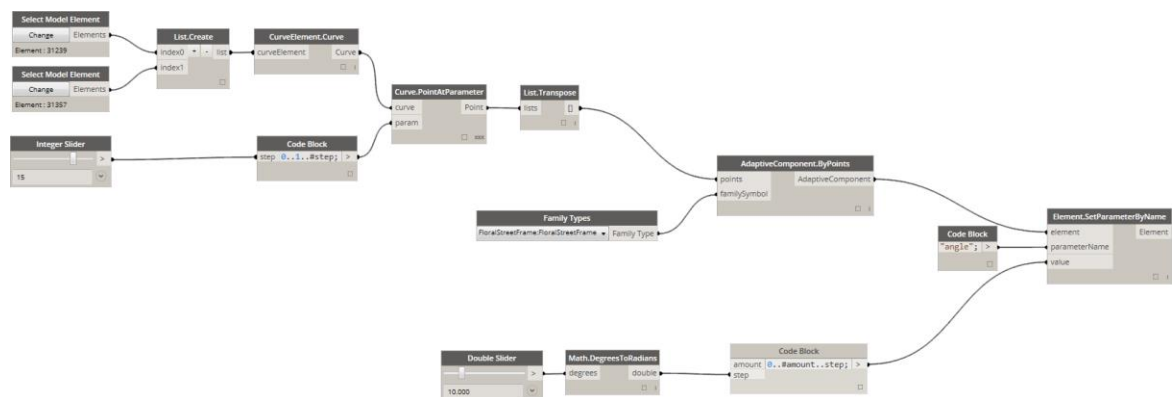 Select Model Element
Change Elements
Element : 31239
Select Model Element
Change Elements
Element : 31357
List.Create
index0 + - list
index1
CurveElement.Curve
curveElement Curve
Integer Slider
>
15
Code Block
step 0..1..#step; >
Curve.PointAtParameter
curve Point
param
List.Transpose
lists []
Family Types
FloralStreetFrame:FloralStreetFrame Family Type
AdaptiveComponent.ByPoints
points AdaptiveComponent
familySymbol
Code Block
"angle"; >
Element.SetParameterByName
element Element
parameterName
value
Double Slider
>
10.000
Math.DegreesToRadians
degrees double
Code Block
amount 0..#amount..step; >
step